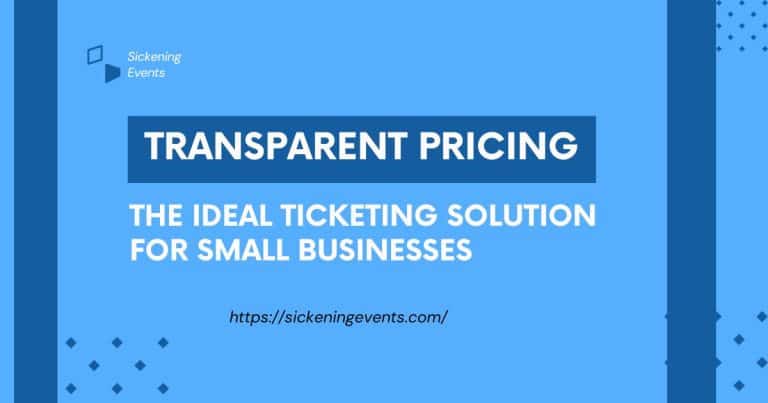 Sickening
Events
TRANSPARENT PRICING
THE IDEAL TICKETING SOLUTION
FOR SMALL BUSINESSES
https://sickeningevents.com/